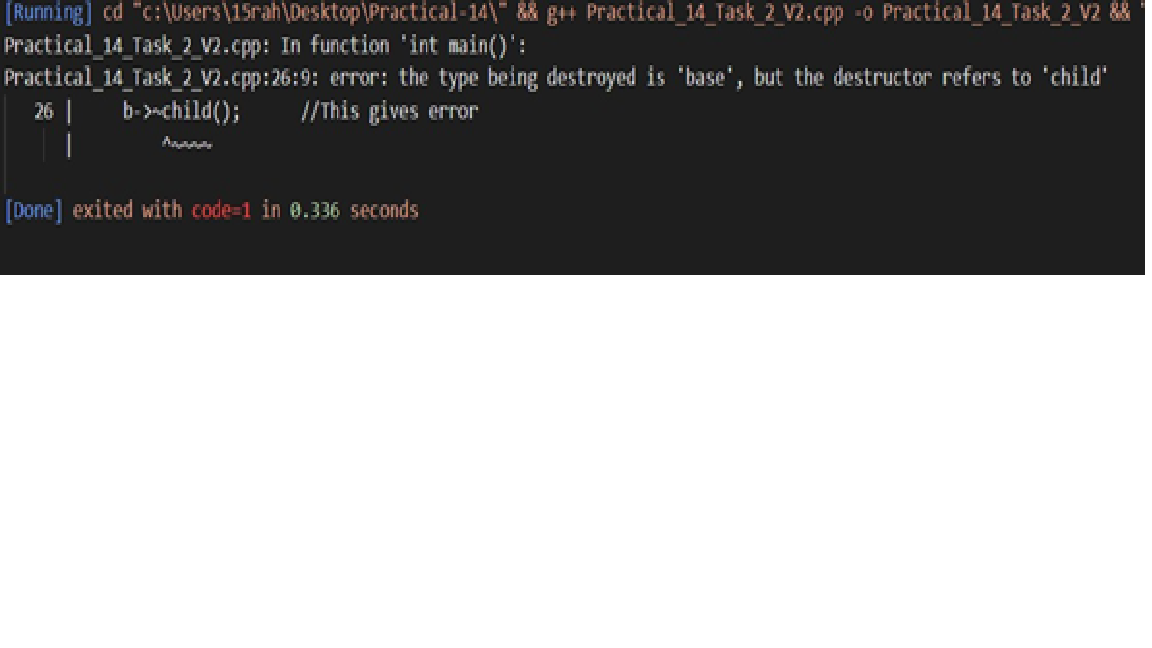 [Running] cd "c:\Users\15rah\Desktop\Practical-14\" && g++ Practical_14_Task_2_V2.cpp -o Practical_14_Task_2_V2 && "
Practical_14_Task_2_V2.cpp: In function 'int main()':
Practical_14_Task_2_V2.cpp:26:9: error: the type being destroyed is 'base', but the destructor refers to 'child'
26 | b->~child(); //This gives error
| ^~~~~~
[Done] exited with code=1 in 0.336 seconds